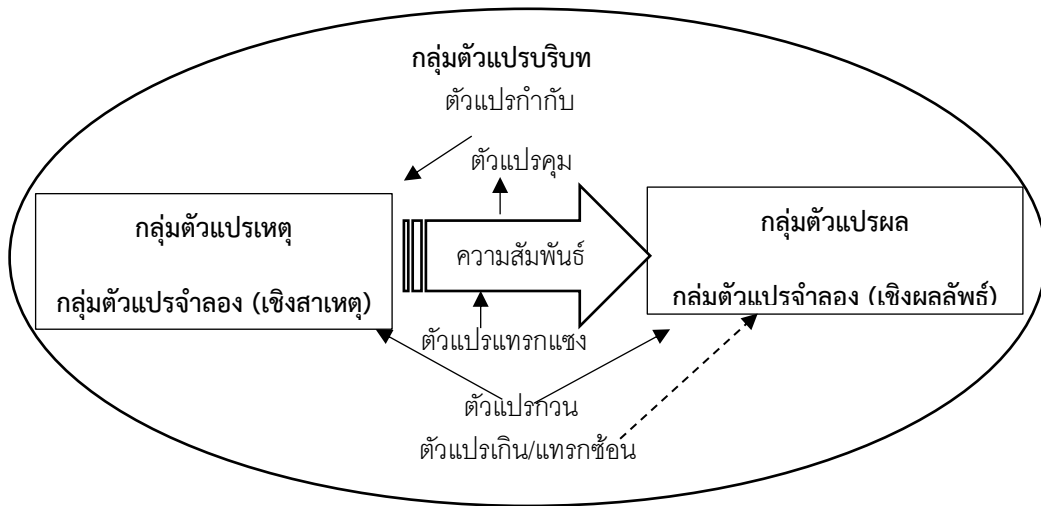 กลุ่มตัวแปรบริบท
ตัวแปรกำกับ
ตัวแปรคุม
กลุ่มตัวแปรเหตุ
กลุ่มตัวแปรจำลอง (เชิงสาเหตุ)
ความสัมพันธ์
กลุ่มตัวแปรผล
กล่มตัวแปรจำลอง (เชิงผลลัพธ์)
ตัวแปรแทรกแซง
ตัวแปรกวน
ตัวแปรเกิน/แทรกซ้อน